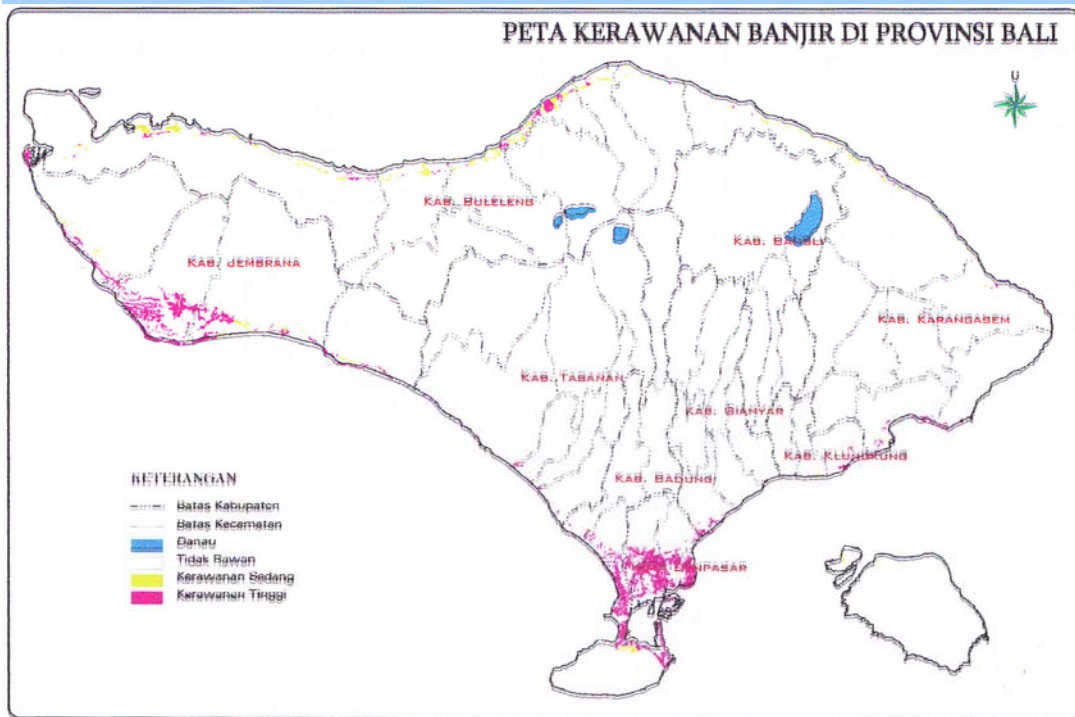 PETA KERAWANAN BANJIR DI PROVINSI BALI
U
KAB. BULELENG
KAB. BANGLI
KAB. JEMBRANA
KAB. KARANGASEM
KAB. TABANAN
KAB. GIANYAR
KAB. KLUNGKUNG
KAB. BADUNG
DENPASAR
KETERANGAN
Batas Kabupaten
Batas Kecamatan
Danau
Tidak Rawan
Kerawanan Sedang
Kerawanan Tinggi